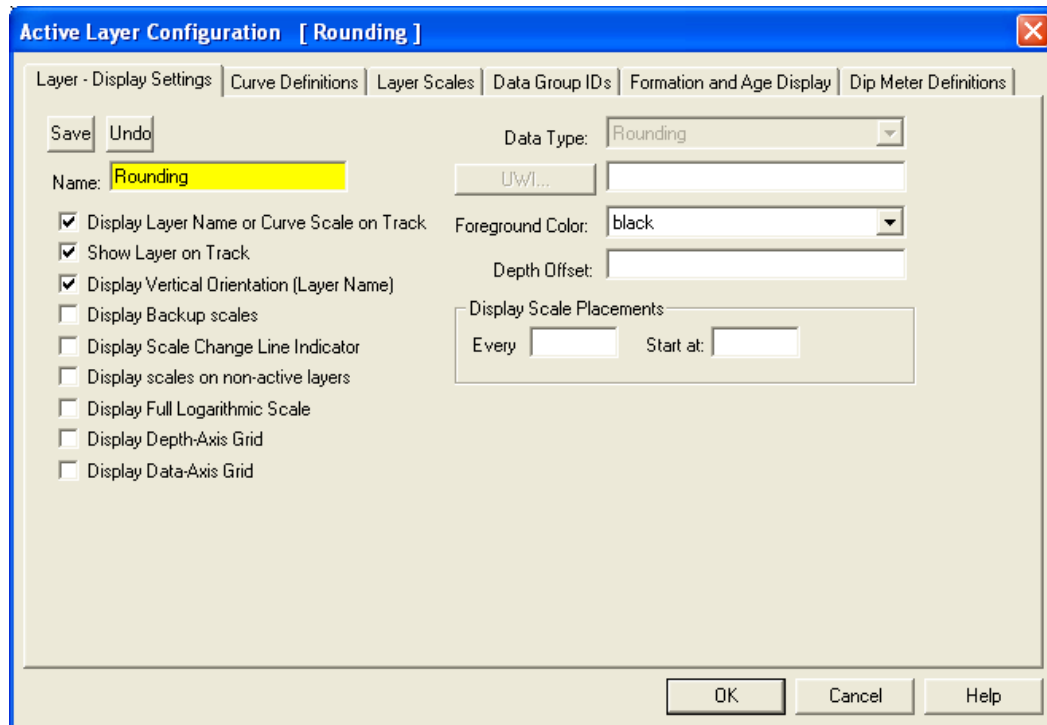 Active Layer Configuration [ Rounding ]
Layer - Display Settings Curve Definitions Layer Scales Data Group IDs Formation and Age Display Dip Meter Definitions
Save Undo
Name: Rounding
Display Layer Name or Curve Scale on Track
Show Layer on Track
Display Vertical Orientation (Layer Name)
Display Backup scales
Display Scale Change Line Indicator
Display scales on non-active layers
Display Full Logarithmic Scale
Display Depth-Axis Grid
Display Data-Axis Grid
Data Type: Rounding
UWI...
Foreground Color: black
Depth Offset:
Display Scale Placements
Every Start at:
OK Cancel Help